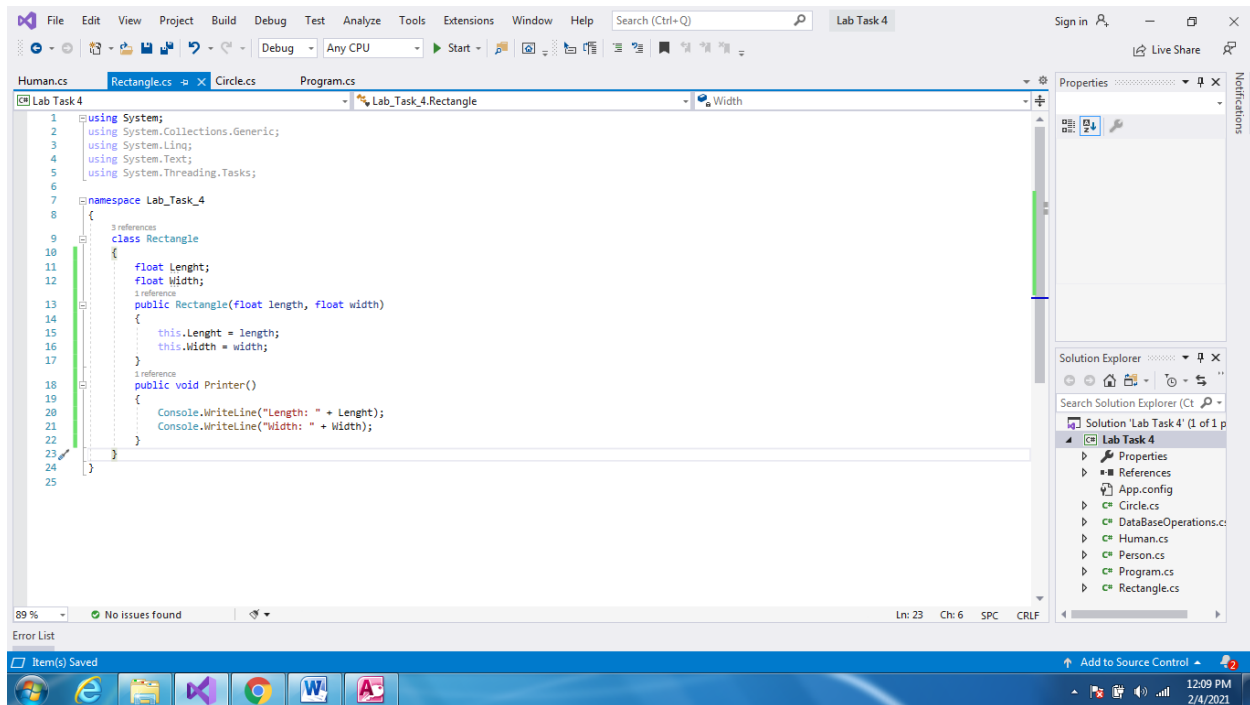 File Edit View Project Build Debug Test Analyze Tools Extensions Window Help Search (Ctrl+Q) Lab Task 4 Sign in
Debug Any CPU Start Live Share
Human.cs Rectangle.cs Circle.cs Program.cs
C# Lab Task 4 Lab_Task_4.Rectangle Width
1 using System;
2 using System.Collections.Generic;
3 using System.Linq;
4 using System.Text;
5 using System.Threading.Tasks;
6
7 namespace Lab_Task_4
8 {
3 references
9 class Rectangle
10 {
11 float Lenght;
12 float Width;
1 reference
13 public Rectangle(float length, float width)
14 {
15 this.Lenght = length;
16 this.Width = width;
17 }
1 reference
18 public void Printer()
19 {
20 Console.WriteLine("Length: " + Lenght);
21 Console.WriteLine("Width: " + Width);
22 }
23 }
24 }
25
89 % No issues found Ln: 23 Ch: 6 SPC CRLF
Error List
Properties
Notifications
Solution Explorer
Search Solution Explorer (Ct
Solution 'Lab Task 4' (1 of 1 p
C# Lab Task 4
Properties
References
App.config
C# Circle.cs
C# DataBaseOperations.cs
C# Human.cs
C# Person.cs
C# Program.cs
C# Rectangle.cs
Item(s) Saved Add to Source Control 2
12:09 PM
2/4/2021